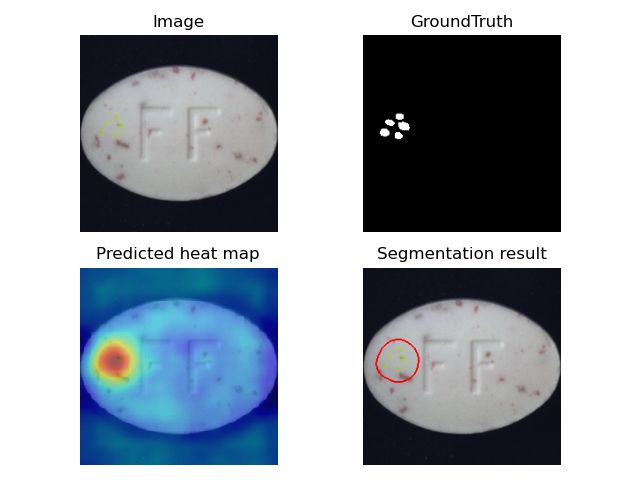 Image
GroundTruth
FF
Predicted heat map
Segmentation result
FF
FF